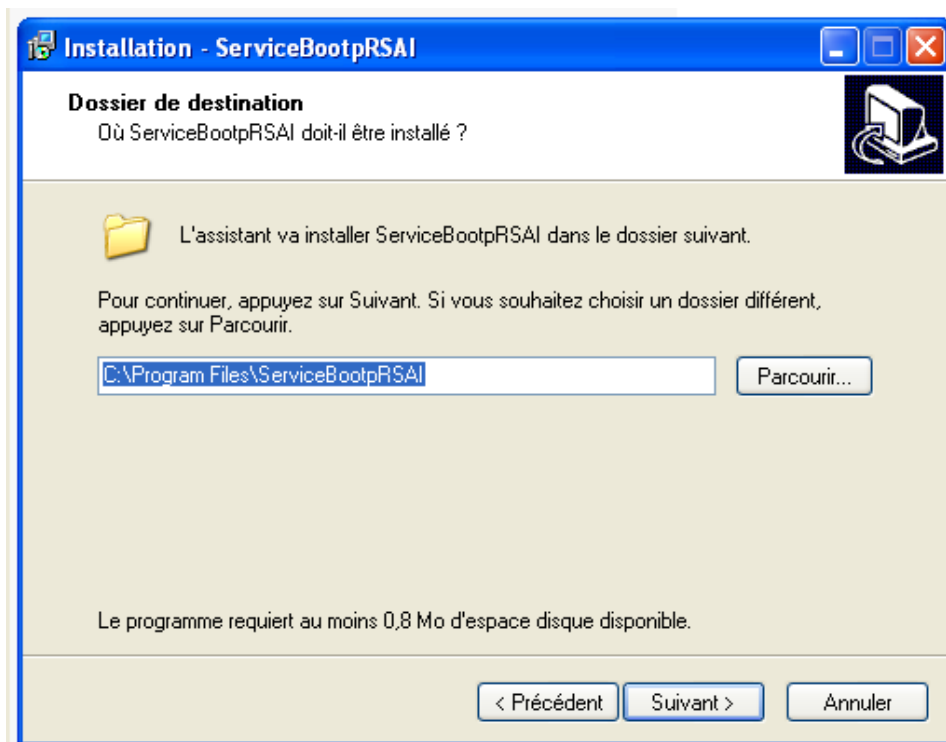 Installation - ServiceBootpRSAI
Dossier de destination
Où ServiceBootpRSAI doit-il être installé ?
L'assistant va installer ServiceBootpRSAI dans le dossier suivant.
Pour continuer, appuyez sur Suivant. Si vous souhaitez choisir un dossier différent,
appuyez sur Parcourir.
C:\Program Files\ServiceBootpRSAI
Parcourir...
Le programme requiert au moins 0,8 Mo d'espace disque disponible.
< Précédent
Suivant >
Annuler